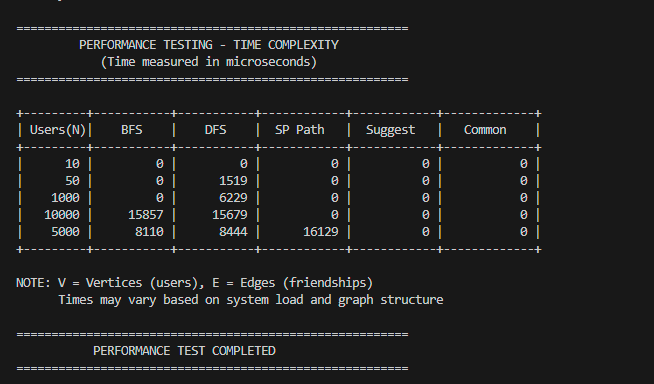 ========================================================
PERFORMANCE TESTING - TIME COMPLEXITY
(Time measured in microseconds)
========================================================
+---------+-----------+-----------+------------+------------+-------------+
| Users(N)|    BFS    |    DFS    |  SP Path   |  Suggest   |   Common    |
+---------+-----------+-----------+------------+------------+-------------+
|      10 |         0 |         0 |          0 |          0 |           0 |
|      50 |         0 |      1519 |          0 |          0 |           0 |
|    1000 |         0 |      6229 |          0 |          0 |           0 |
|   10000 |     15857 |     15679 |          0 |          0 |           0 |
|    5000 |      8110 |      8444 |      16129 |          0 |           0 |
+---------+-----------+-----------+------------+------------+-------------+
NOTE: V = Vertices (users), E = Edges (friendships)
Times may vary based on system load and graph structure
========================================================
PERFORMANCE TEST COMPLETED
========================================================